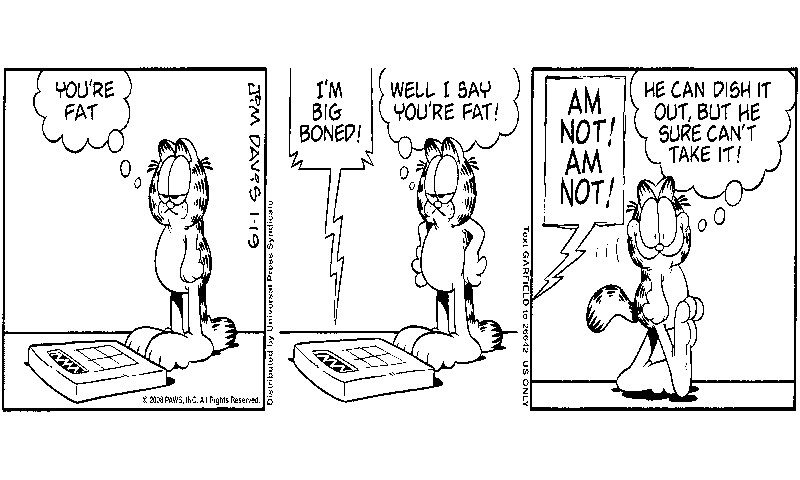 YOU'RE
FAT
JIM DAVIS 1-19
© 2008 PAWS, INC. All Rights Reserved.
Distributed by Universal Press Syndicate
I'M
BIG
BONED!
WELL I SAY
YOU'RE FAT!
AM
NOT!
AM
NOT!
HE CAN DISH IT
OUT, BUT HE
SURE CAN'T
TAKE IT!
Text GARFIELD to 26642 US ONLY